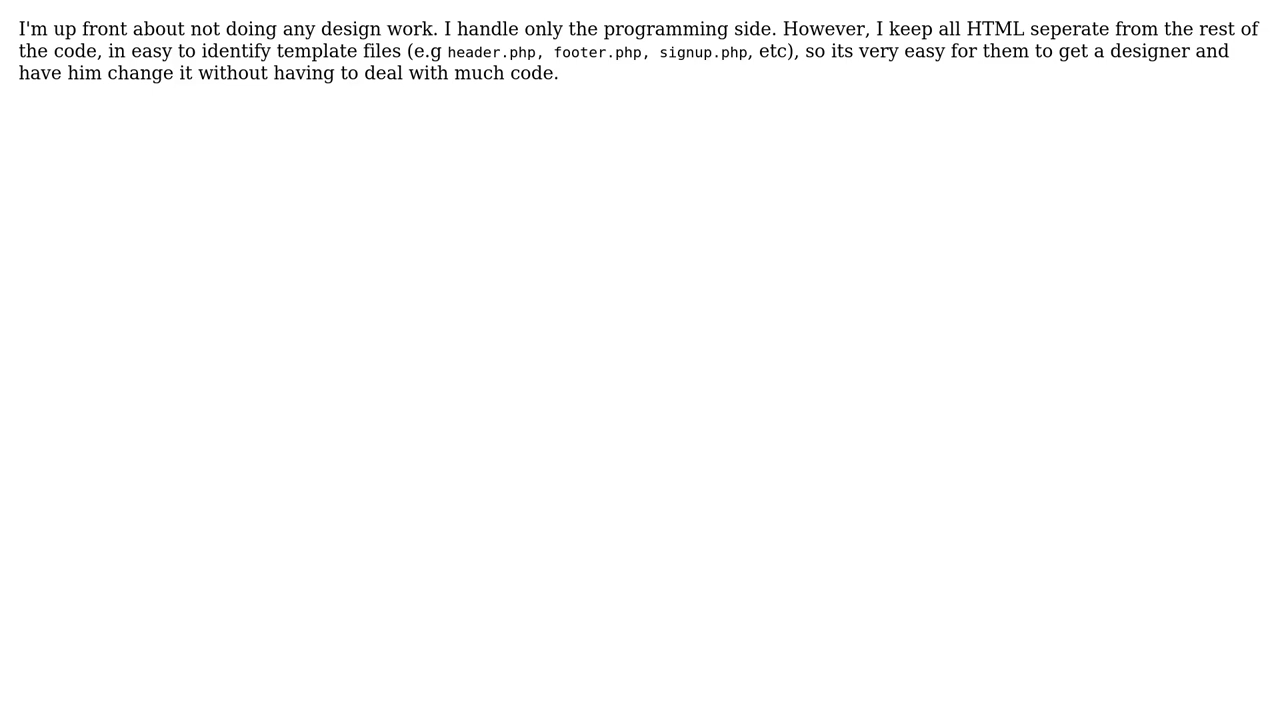 I'm up front about not doing any design work. I handle only the programming side. However, I keep all HTML seperate from the rest of
the code, in easy to identify template files (e.g header.php, footer.php, signup.php, etc), so its very easy for them to get a designer and
have him change it without having to deal with much code.